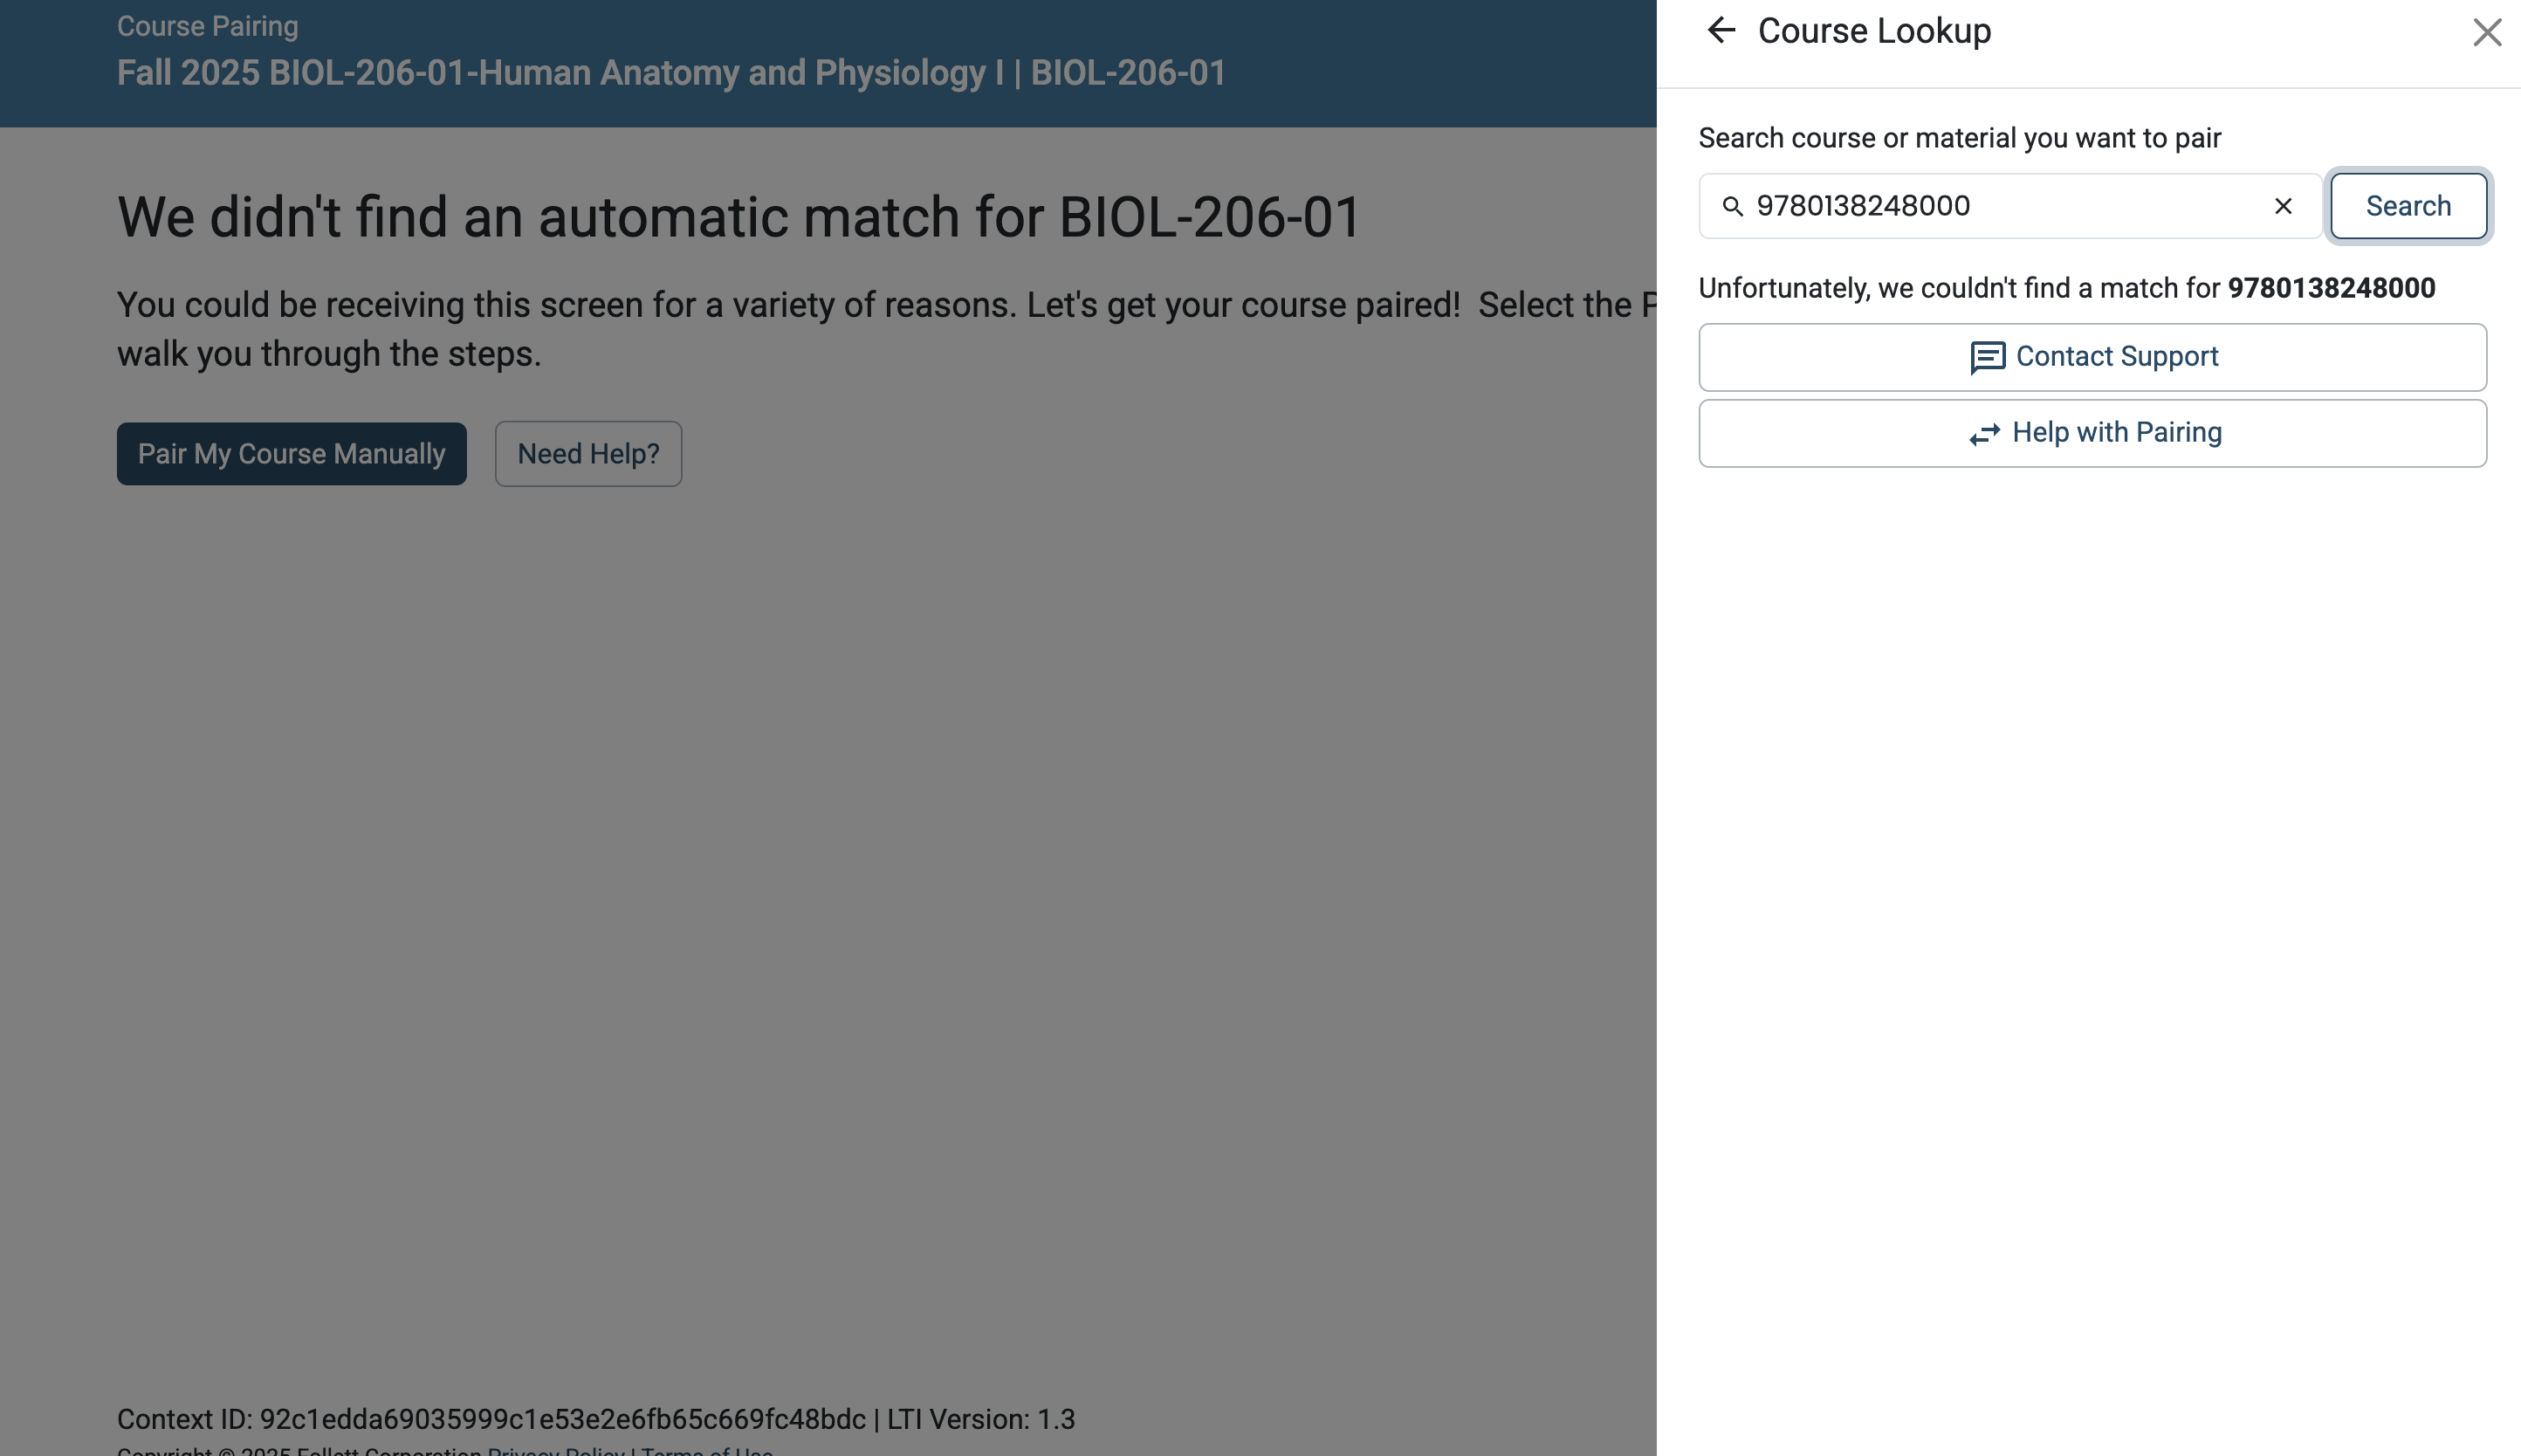 Course Pairing
Fall 2025 BIOL-206-01-Human Anatomy and Physiology I | BIOL-206-01
We didn't find an automatic match for BIOL-206-01
You could be receiving this screen for a variety of reasons. Let's get your course paired!  Select the
walk you through the steps.
Pair My Course Manually
Need Help?
Context ID: 92c1edda69035999c1e53e2e6fb65c669fc48bdc | LTI Version: 1.3
Copyright © 2025 Follett Corporation Privacy Policy | Terms of Use
Course Lookup
Search course or material you want to pair
9780138248000
Search
Unfortunately, we couldn't find a match for 9780138248000
Contact Support
Help with Pairing